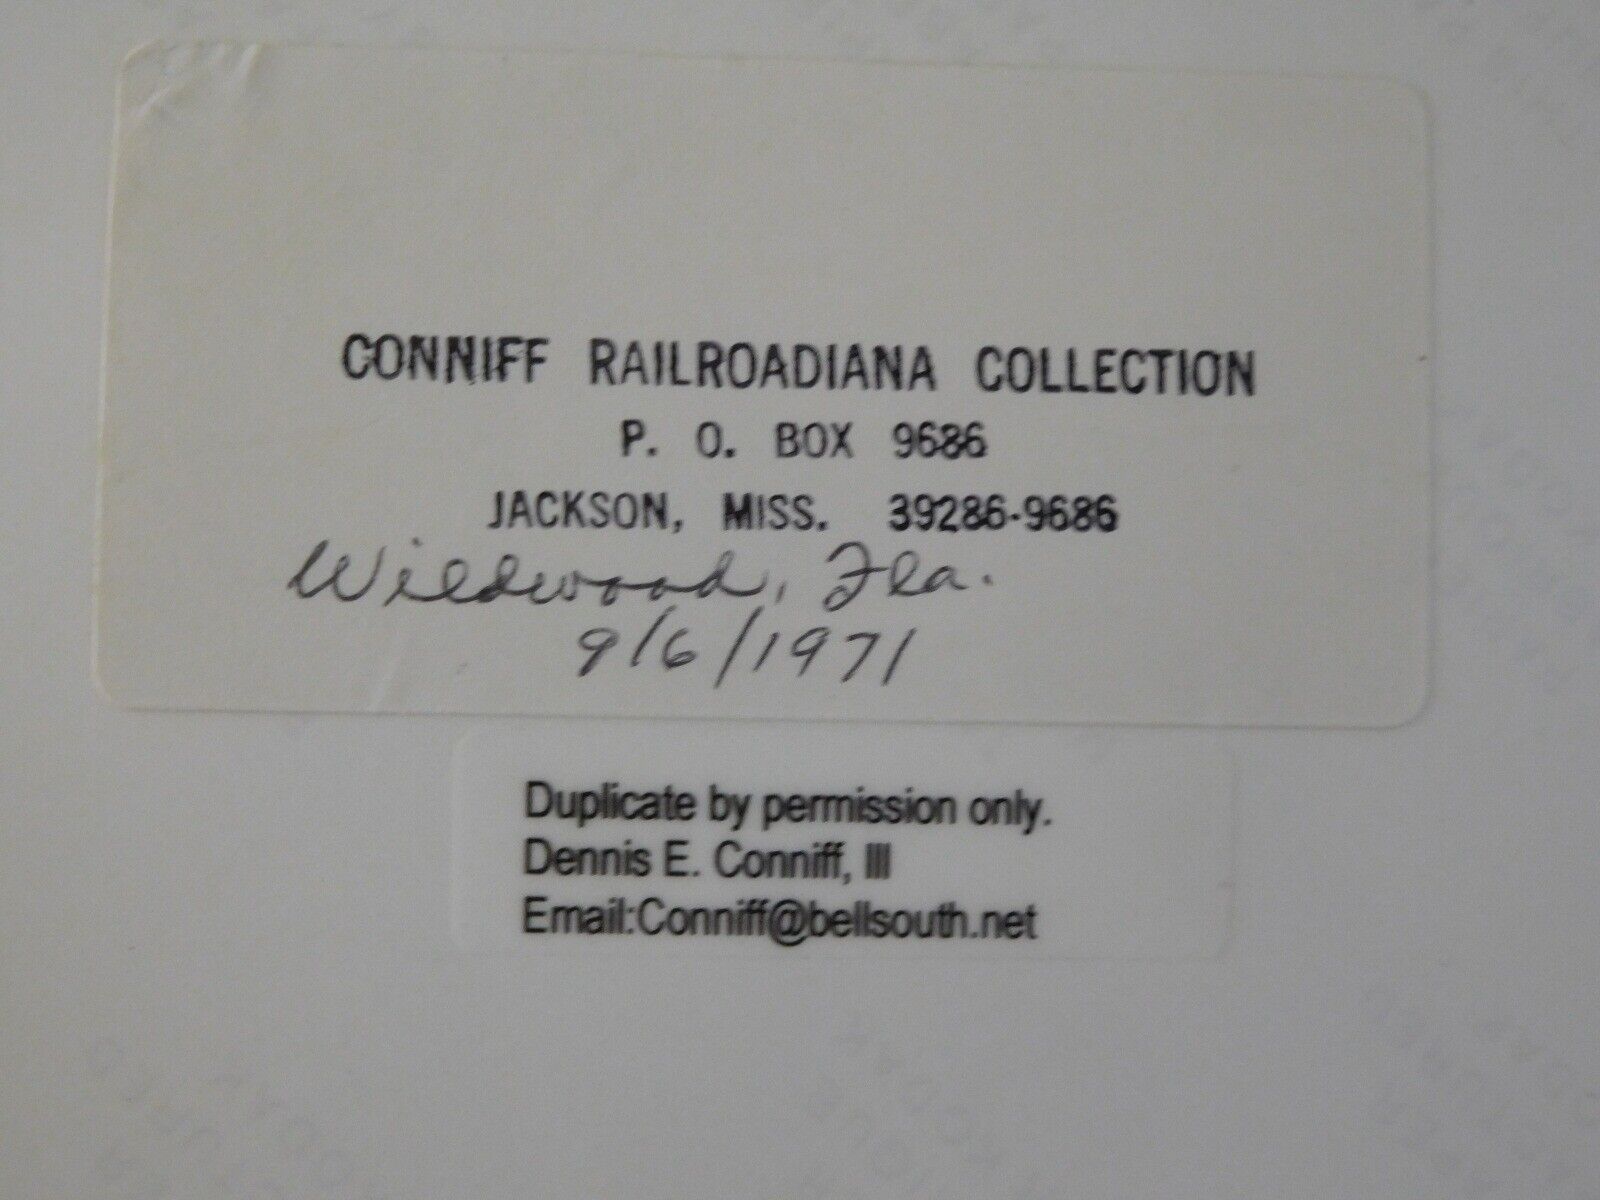 CONNIFF RAILROADIANA COLLECTION
P. O. BOX 9686
JACKSON, MISS. 39286-9686
Wildwood, Fla.
9/6/1971
Duplicate by permission only.
Dennis E. Conniff, III
Email:Conniff@bellsouth.net